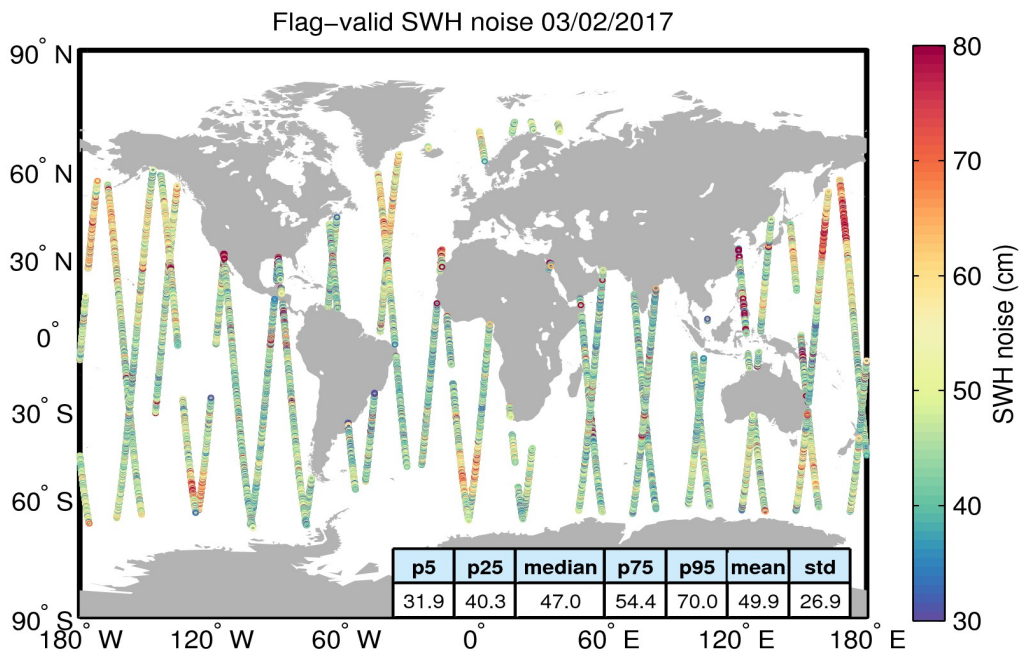 Flag−valid SWH noise 03/02/2017
90° N
60° N
30° N
0°
30° S
60° S
90° S
180° W
120° W
60° W
0°
60° E
120° E
180° E
p5 p25 median p75 p95 mean std
31.9 40.3 47.0 54.4 70.0 49.9 26.9
80
70
60
50
40
30
SWH noise (cm)